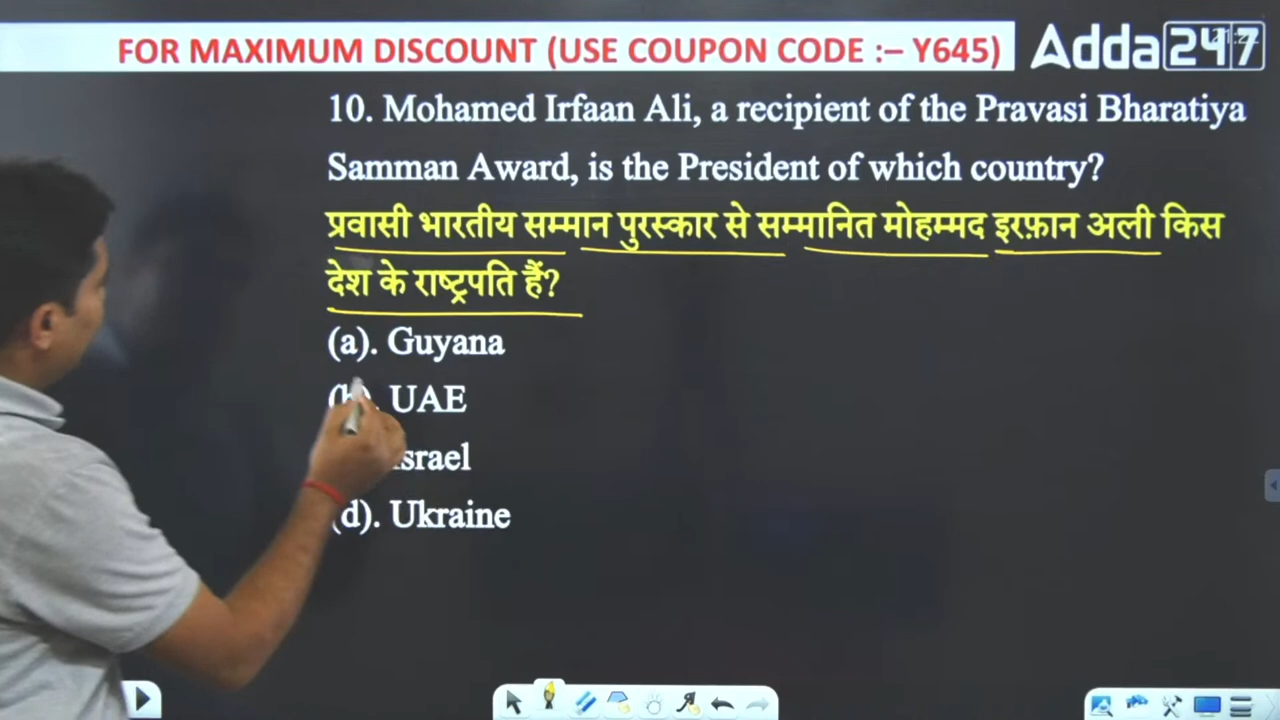 FOR MAXIMUM DISCOUNT (USE COUPON CODE :– Y645)
Adda247
10. Mohamed Irfaan Ali, a recipient of the Pravasi Bharatiya
Samman Award, is the President of which country?
प्रवासी भारतीय सम्मान पुरस्कार से सम्मानित मोहम्मद इरफ़ान अली किस
देश के राष्ट्रपति हैं?
(a). Guyana
(b). UAE
Israel
(d). Ukraine